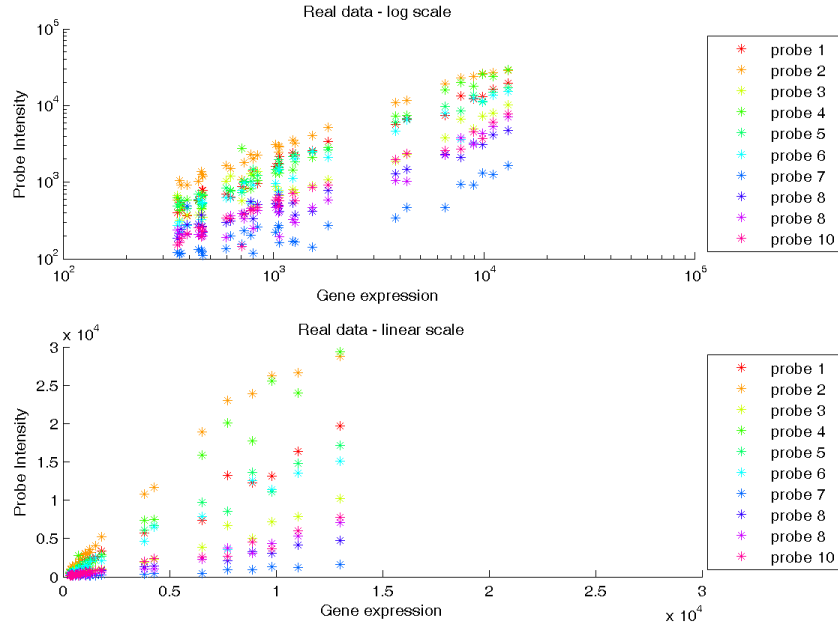 Real data - log scale
10^5
10^4
10^3
10^2
Probe Intensity
10^2
10^3
10^4
10^5
Gene expression
probe 1
probe 2
probe 3
probe 4
probe 5
probe 6
probe 7
probe 8
probe 8
probe 10
Real data - linear scale
x 10^4
3
2.5
2
1.5
1
0.5
0
Probe Intensity
0
0.5
1
1.5
2
2.5
3
Gene expression
x 10^4
probe 1
probe 2
probe 3
probe 4
probe 5
probe 6
probe 7
probe 8
probe 8
probe 10